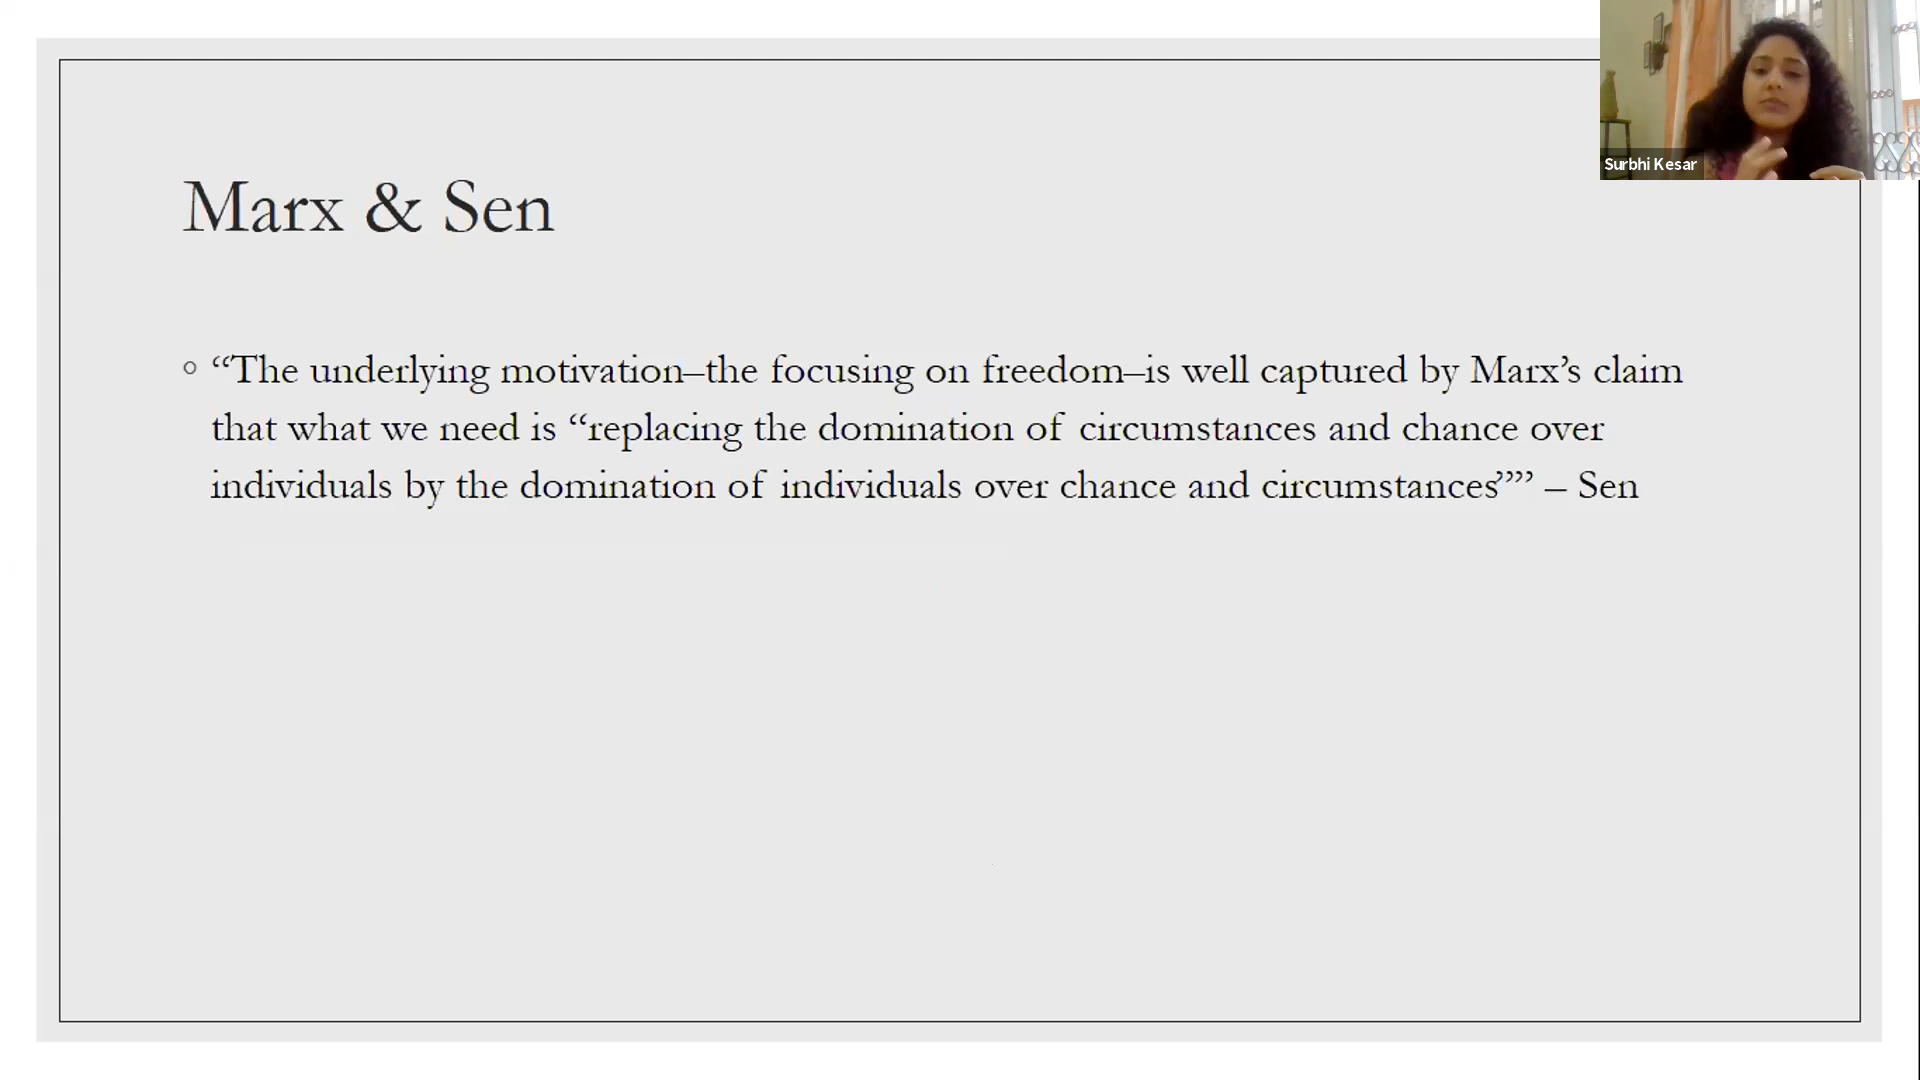 Surbhi Kesar
Marx & Sen
“The underlying motivation–the focusing on freedom–is well captured by Marx’s claim
that what we need is “replacing the domination of circumstances and chance over
individuals by the domination of individuals over chance and circumstances”” – Sen